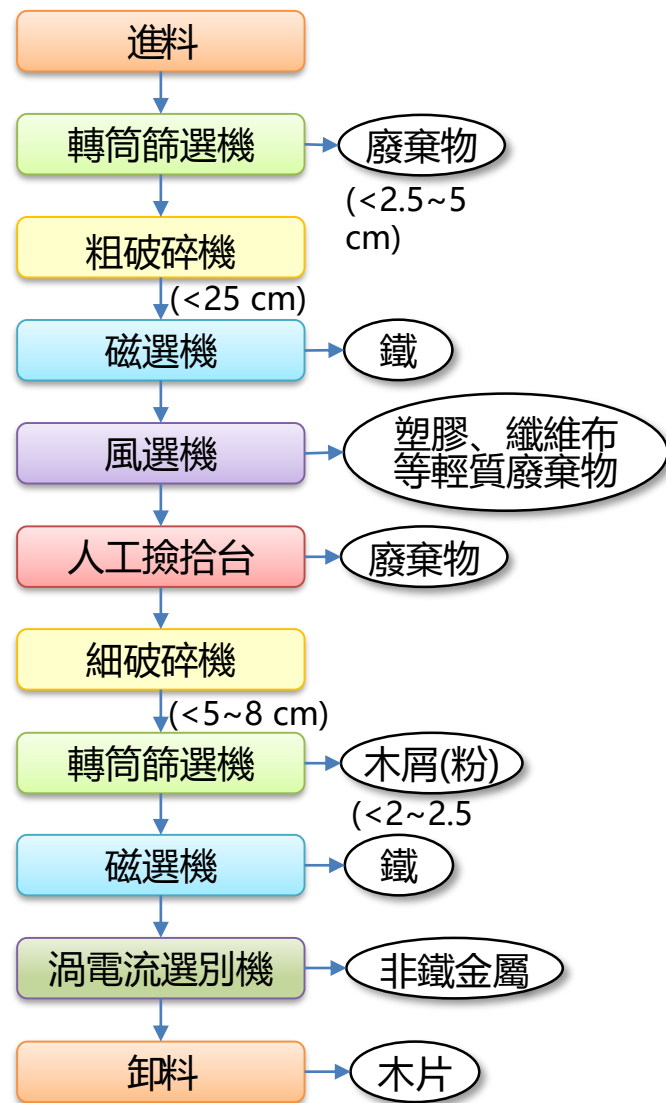 進料
轉筒篩選機
廢棄物
(<2.5~5
cm)
粗破碎機
(<25 cm)
磁選機
鐵
風選機
塑膠、纖維布
等輕質廢棄物
人工撿拾台
廢棄物
細破碎機
(<5~8 cm)
轉筒篩選機
木屑(粉)
(<2~2.5
磁選機
鐵
渦電流選別機
非鐵金屬
卸料
木片